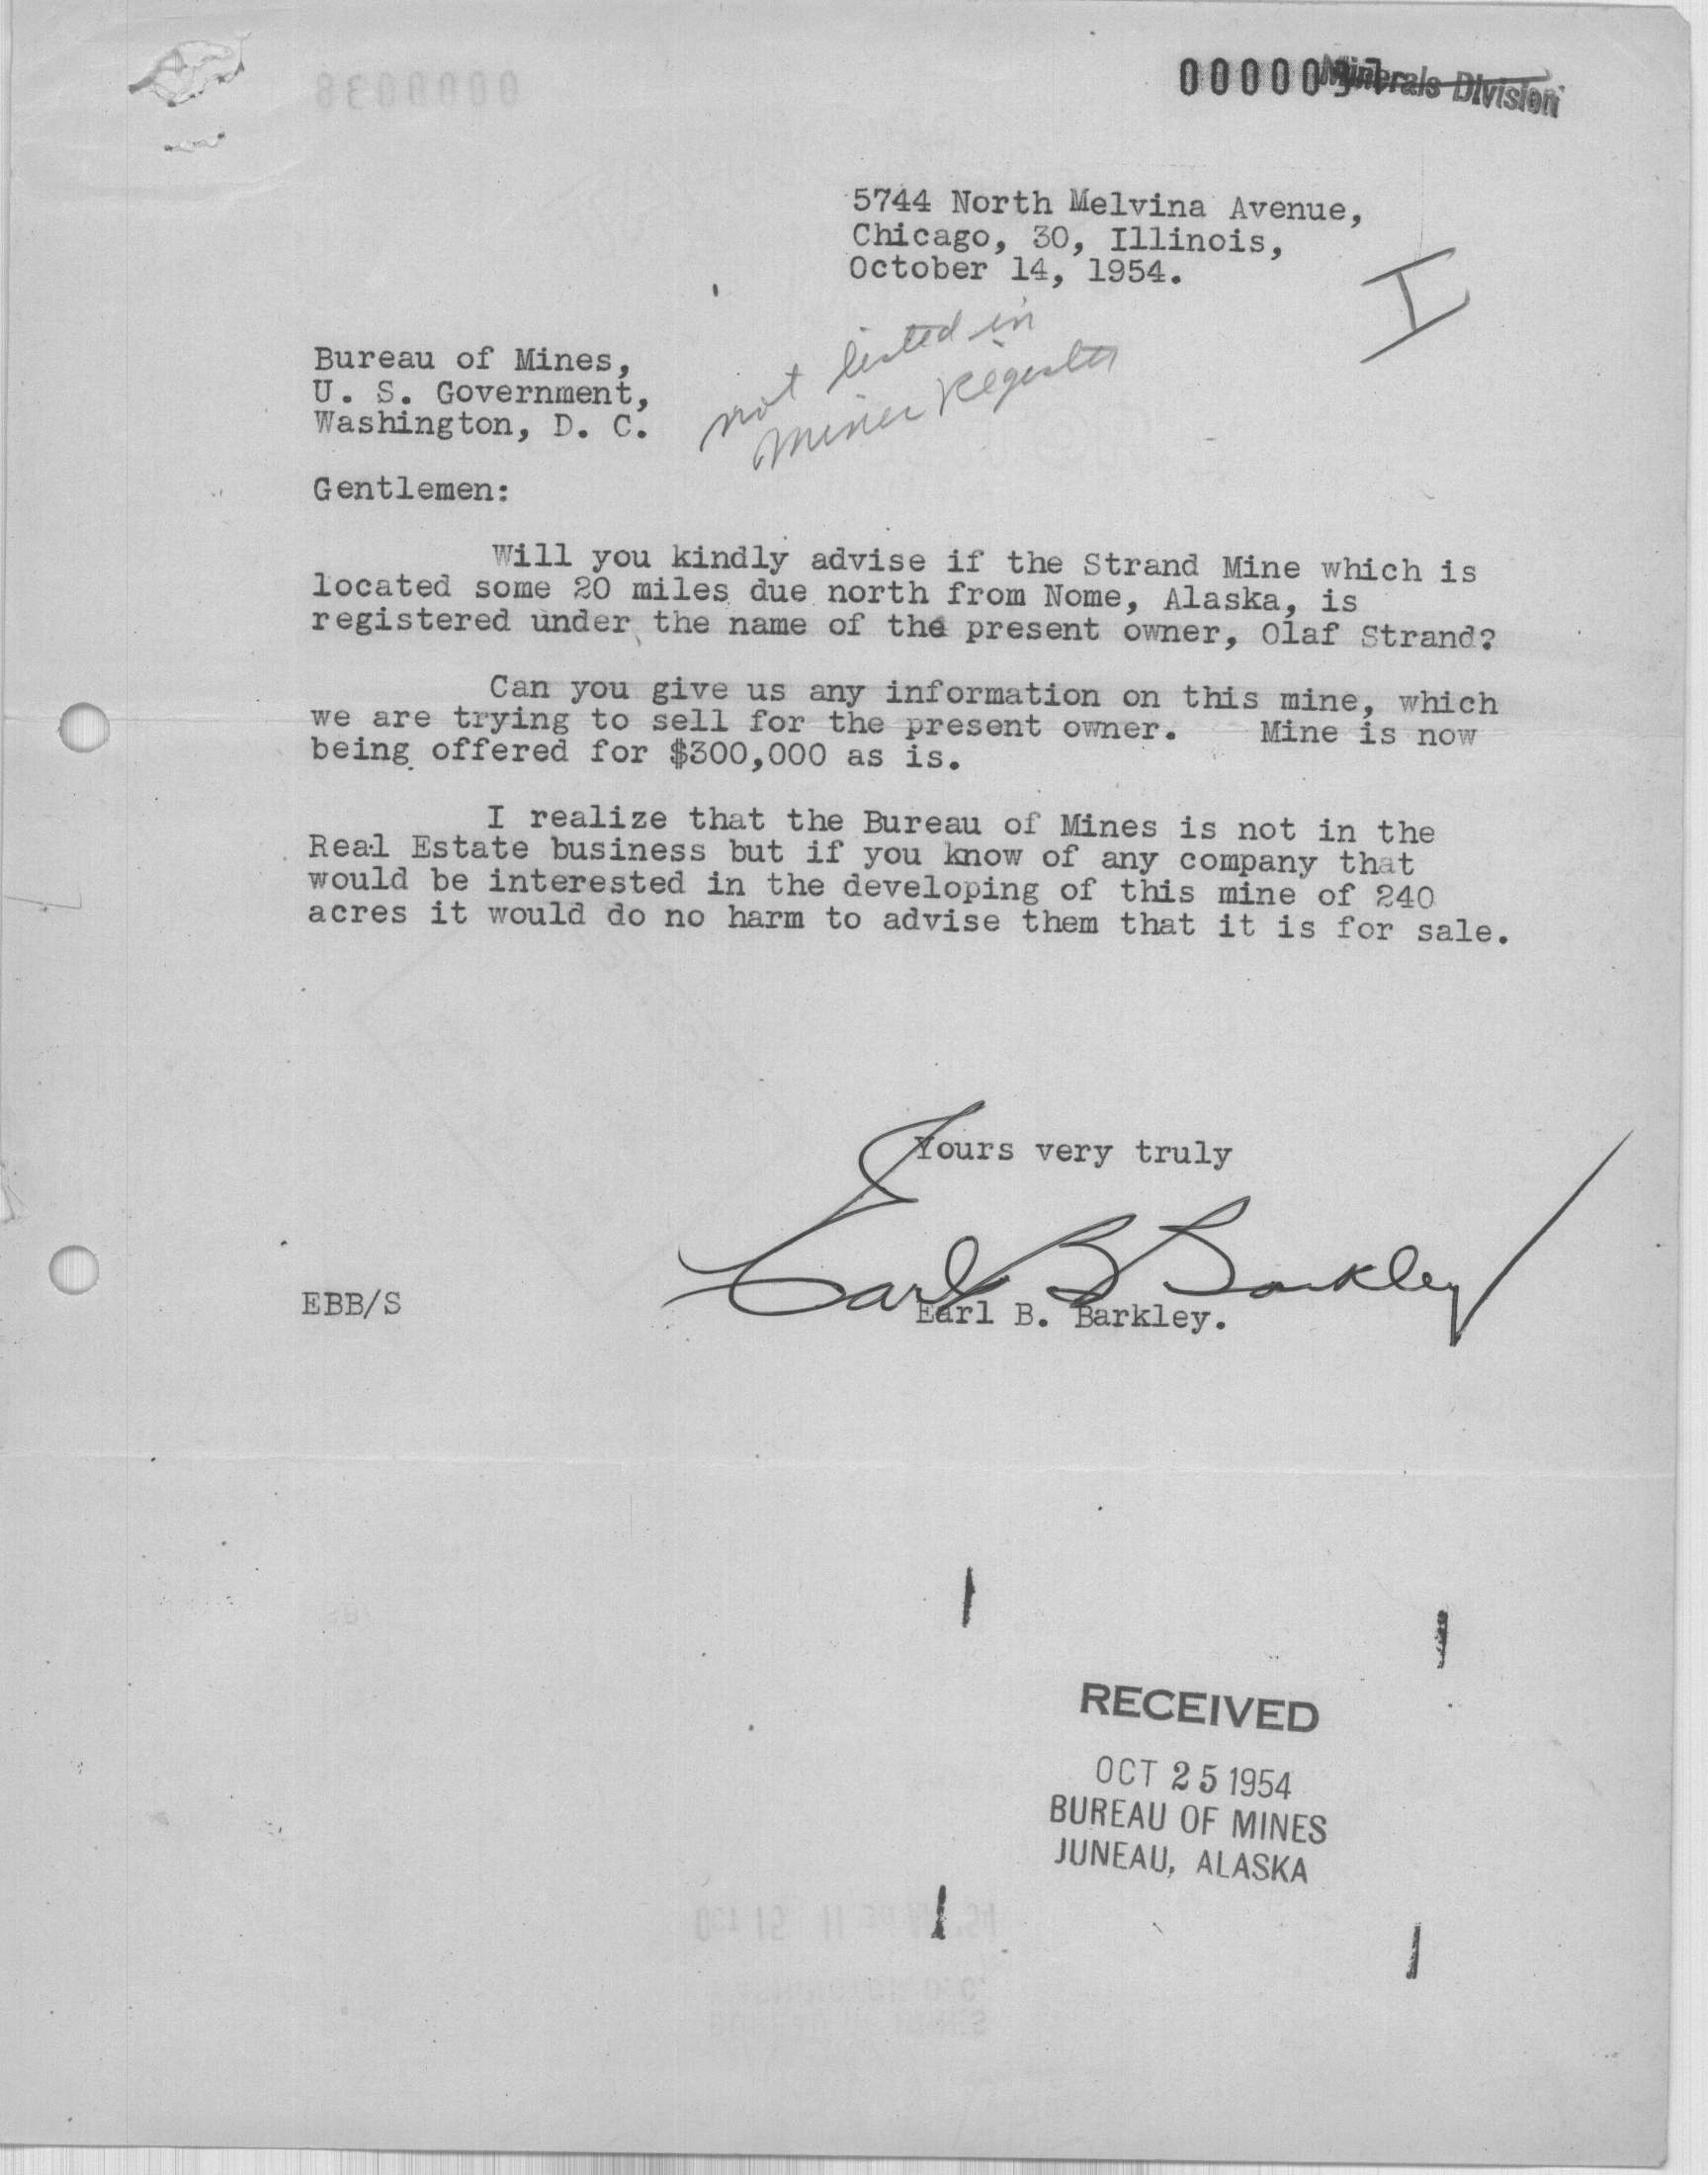 00000 Minerals Division
5744 North Melvina Avenue,
Chicago, 30, Illinois,
October 14, 1954.
I
not listed in
Mines Register
Bureau of Mines,
U. S. Government,
Washington, D. C.
Gentlemen:
Will you kindly advise if the Strand Mine which is
located some 20 miles due north from Nome, Alaska, is
registered under the name of the present owner, Olaf Strand?
Can you give us any information on this mine, which
we are trying to sell for the present owner. Mine is now
being offered for $300,000 as is.
I realize that the Bureau of Mines is not in the
Real Estate business but if you know of any company that
would be interested in the developing of this mine of 240
acres it would do no harm to advise them that it is for sale.
Yours very truly
Earl B Barkley
EBB/S
Earl B. Barkley.
RECEIVED
OCT 25 1954
BUREAU OF MINES
JUNEAU, ALASKA